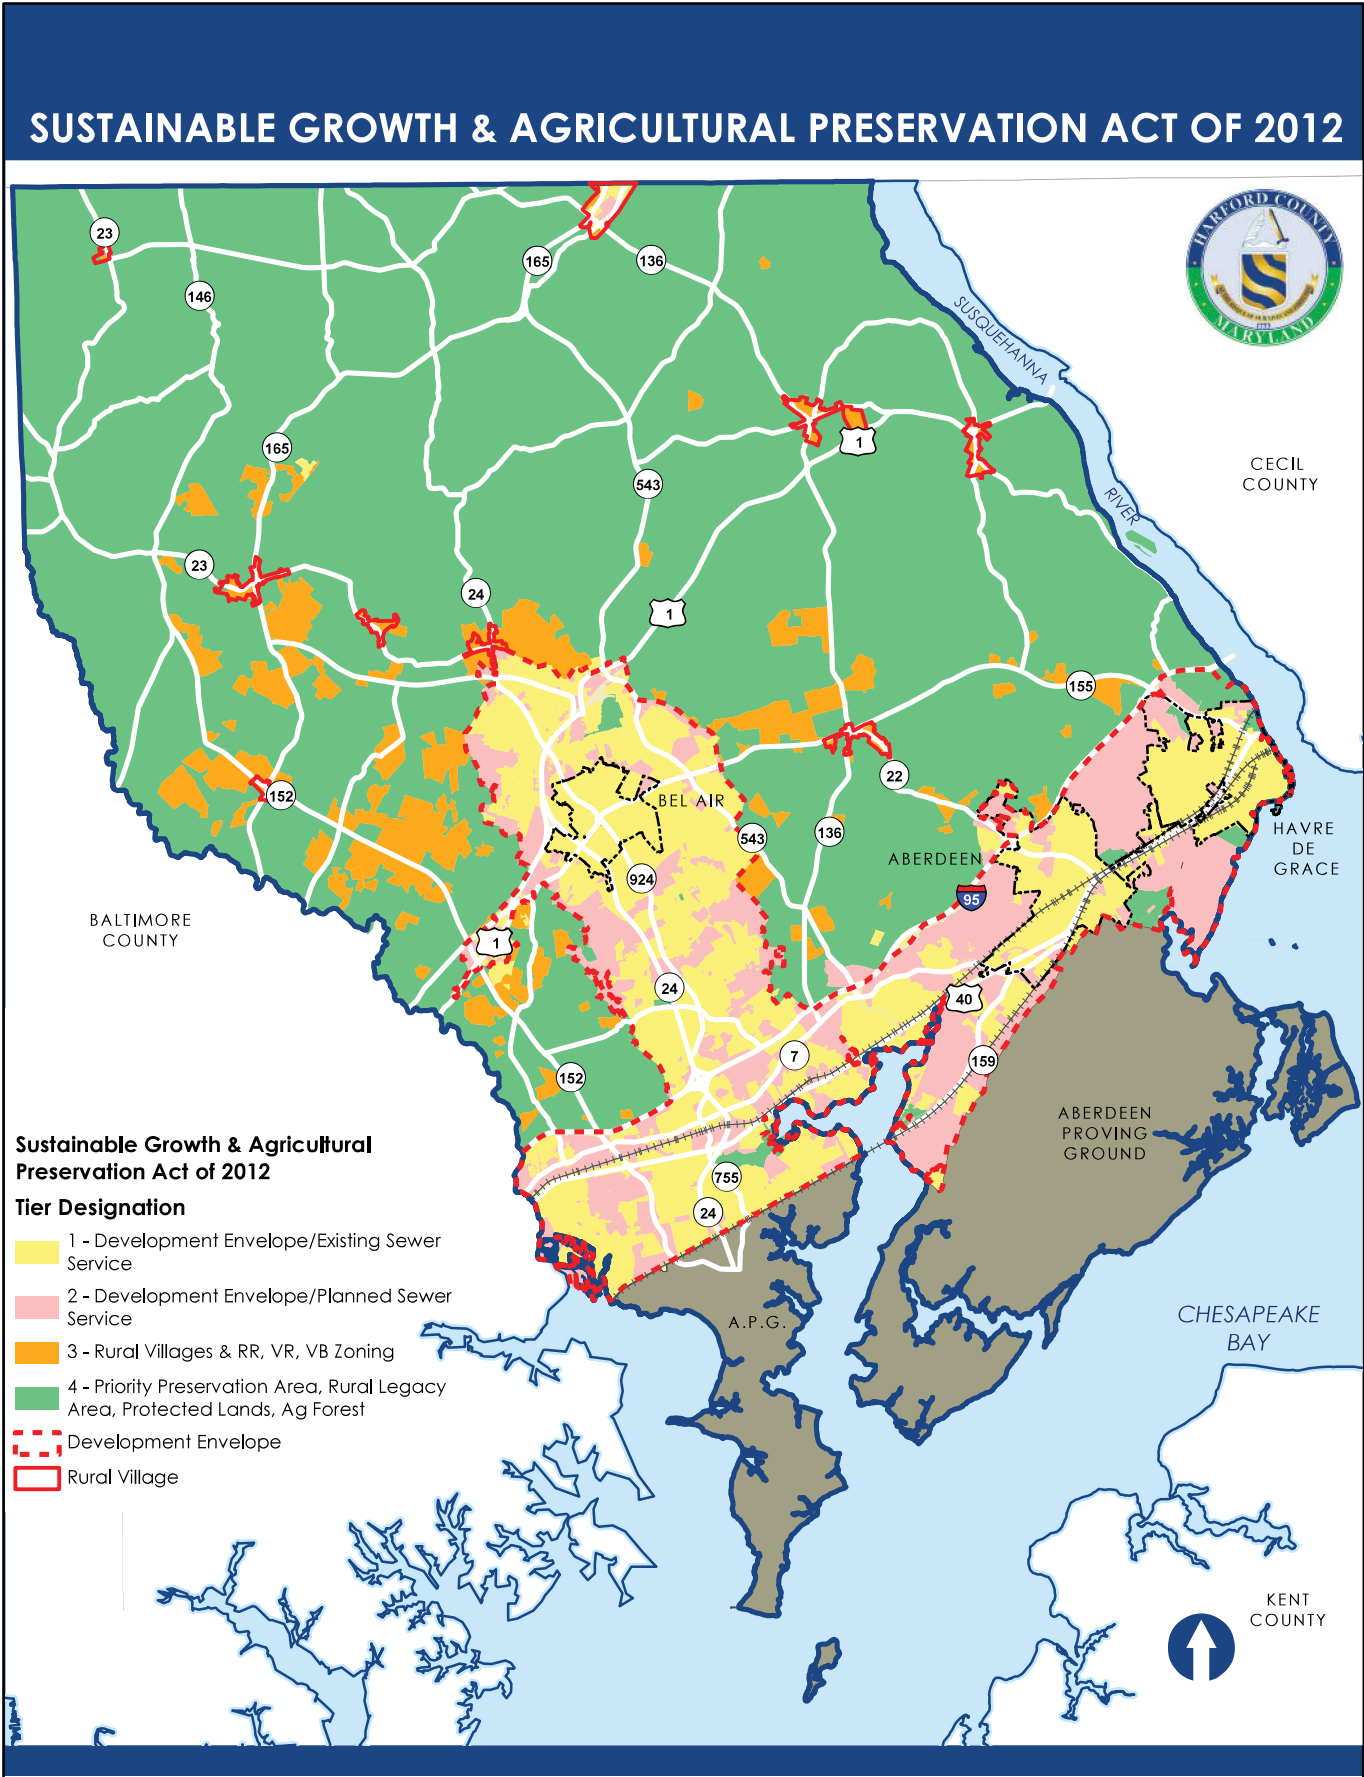 SUSTAINABLE GROWTH & AGRICULTURAL PRESERVATION ACT OF 2012
HARFORD COUNTY
MARYLAND
23
165
136
146
SUSQUEHANNA
RIVER
1
165
CECIL
COUNTY
543
23
24
1
155
152
22
BEL AIR
543
136
HAVRE
DE
GRACE
ABERDEEN
924
95
BALTIMORE
COUNTY
1
24
40
7
159
152
ABERDEEN
PROVING
GROUND
755
24
A.P.G.
CHESAPEAKE
BAY
Sustainable Growth & Agricultural
Preservation Act of 2012
Tier Designation
1 - Development Envelope/Existing Sewer
Service
2 - Development Envelope/Planned Sewer
Service
3 - Rural Villages & RR, VR, VB Zoning
4 - Priority Preservation Area, Rural Legacy
Area, Protected Lands, Ag Forest
Development Envelope
Rural Village
KENT
COUNTY